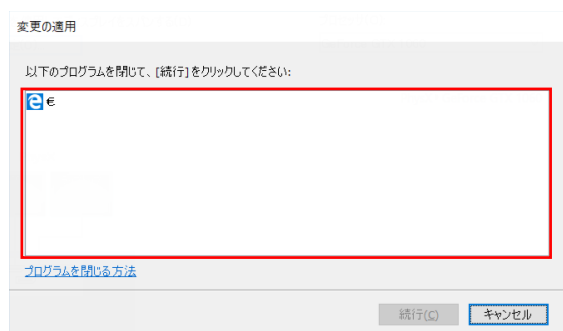 変更の適用
以下のプログラムを閉じて、[続行]をクリックしてください:
€
プログラムを閉じる方法
続行(C) キャンセル